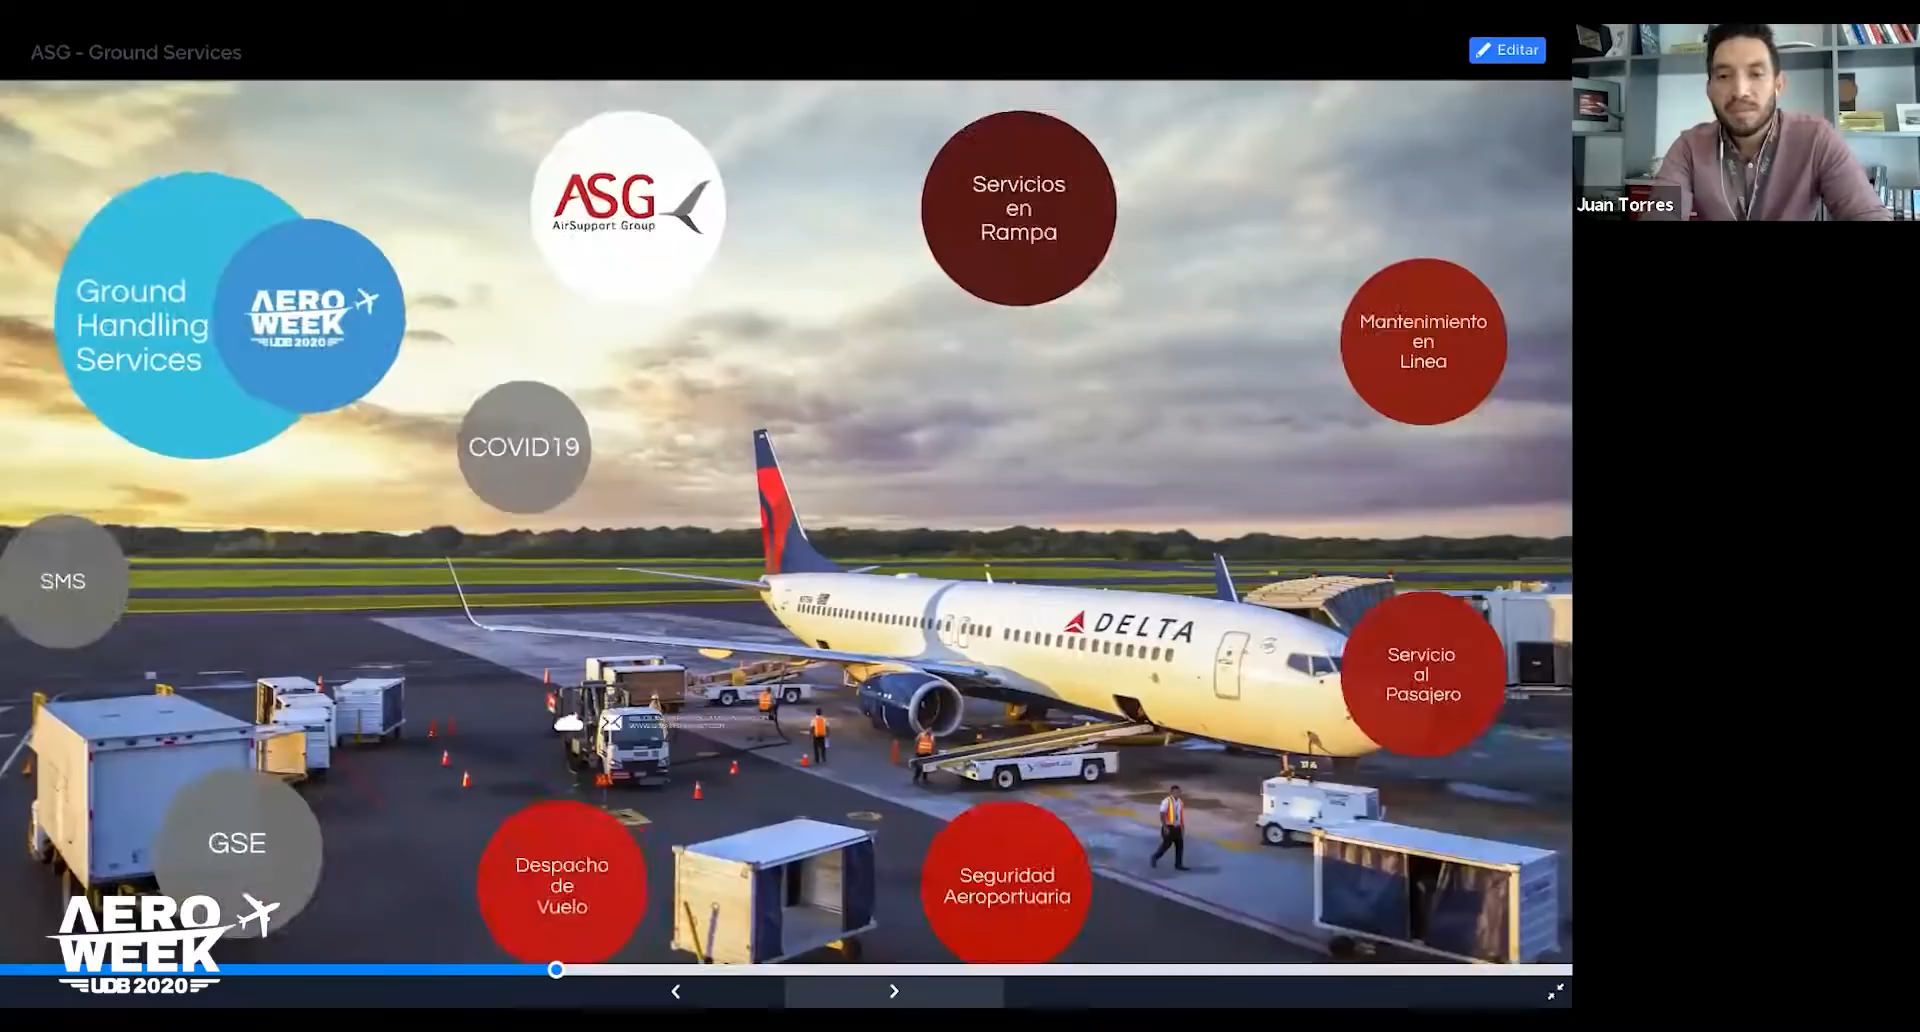 ASG - Ground Services
Editar
Juan Torres
ASG
AirSupport Group
Servicios
en
Rampa
Ground
Handling
Services
AERO
WEEK
UDB 2020
Mantenimiento
en
Linea
COVID19
SMS
DELTA
Servicio
al
Pasajero
GSE
Despacho
de
Vuelo
Seguridad
Aeroportuaria
AERO
WEEK
UDB 2020